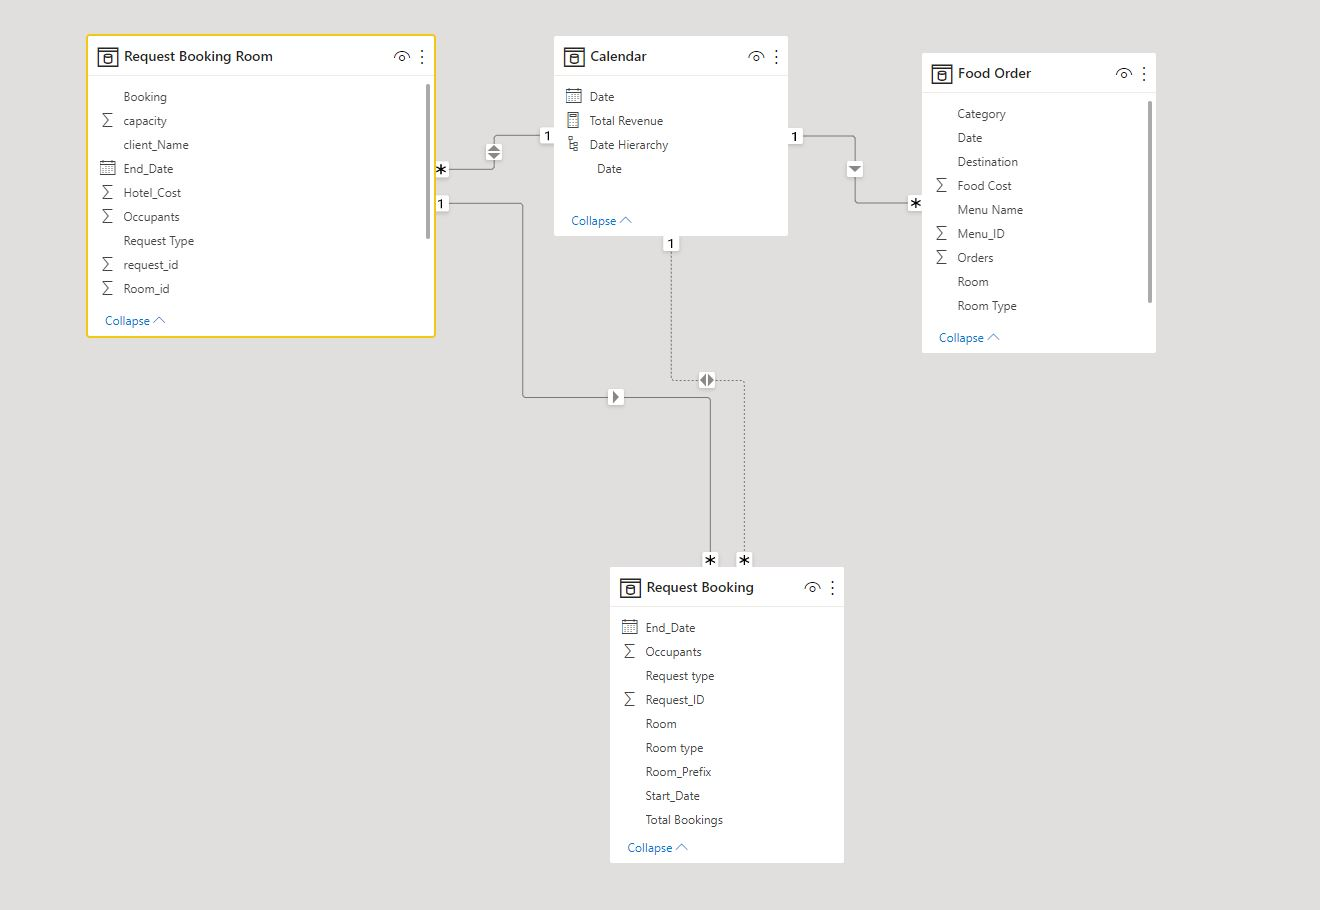 Request Booking Room
Booking
capacity
client_Name
End_Date
Hotel_Cost
Occupants
Request Type
request_id
Room_id
Collapse
Calendar
Date
Total Revenue
Date Hierarchy
Date
Collapse
Food Order
Category
Date
Destination
Food Cost
Menu Name
Menu_ID
Orders
Room
Room Type
Collapse
1
*
1
1
*
1
*
*
Request Booking
End_Date
Occupants
Request type
Request_ID
Room
Room type
Room_Prefix
Start_Date
Total Bookings
Collapse